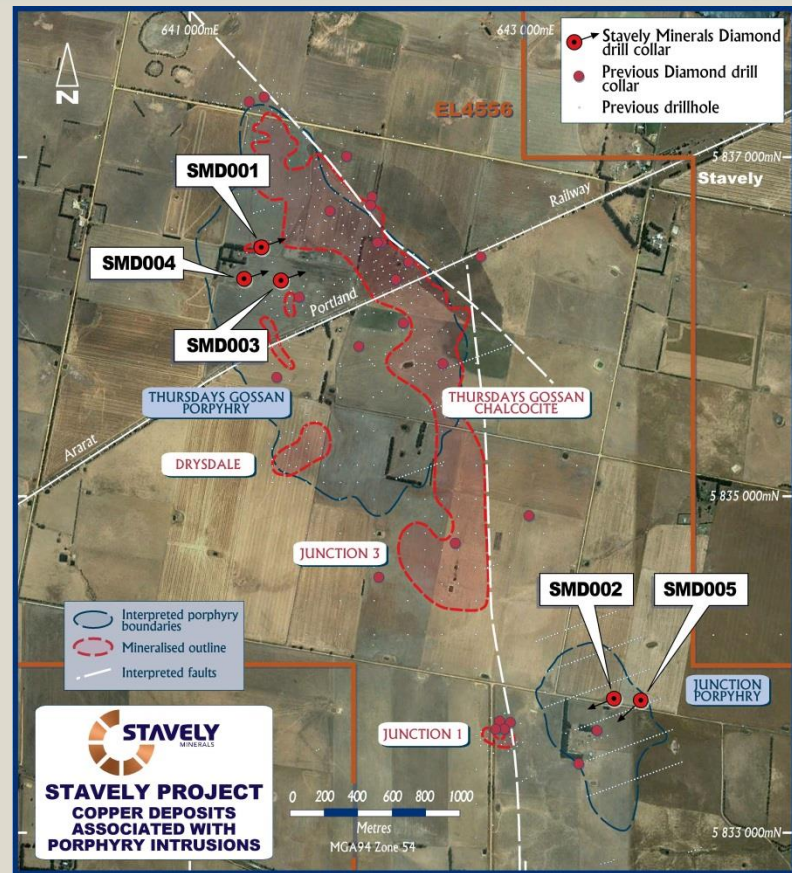 641 000mE
643 000mE
Stavely Minerals Diamond
drill collar
Previous Diamond drill
collar
Previous drillhole
N
EL4556
5 837 000mN
Stavely
SMD001
Railway
SMD004
Portland
SMD003
THURSDAYS GOSSAN
PORPYHRY
THURSDAYS GOSSAN
CHALCOCITE
Ararat
DRYSDALE
5 835 000mN
JUNCTION 3
SMD002
SMD005
Interpreted porphyry
boundaries
Mineralised outline
Interpreted faults
JUNCTION
PORPYHRY
STAVELY
MINERALS
JUNCTION 1
STAVELY PROJECT
COPPER DEPOSITS
ASSOCIATED WITH
PORPHYRY INTRUSIONS
0 200 400 600 800 1000
Metres
MGA94 Zone 54
5 833 000mN